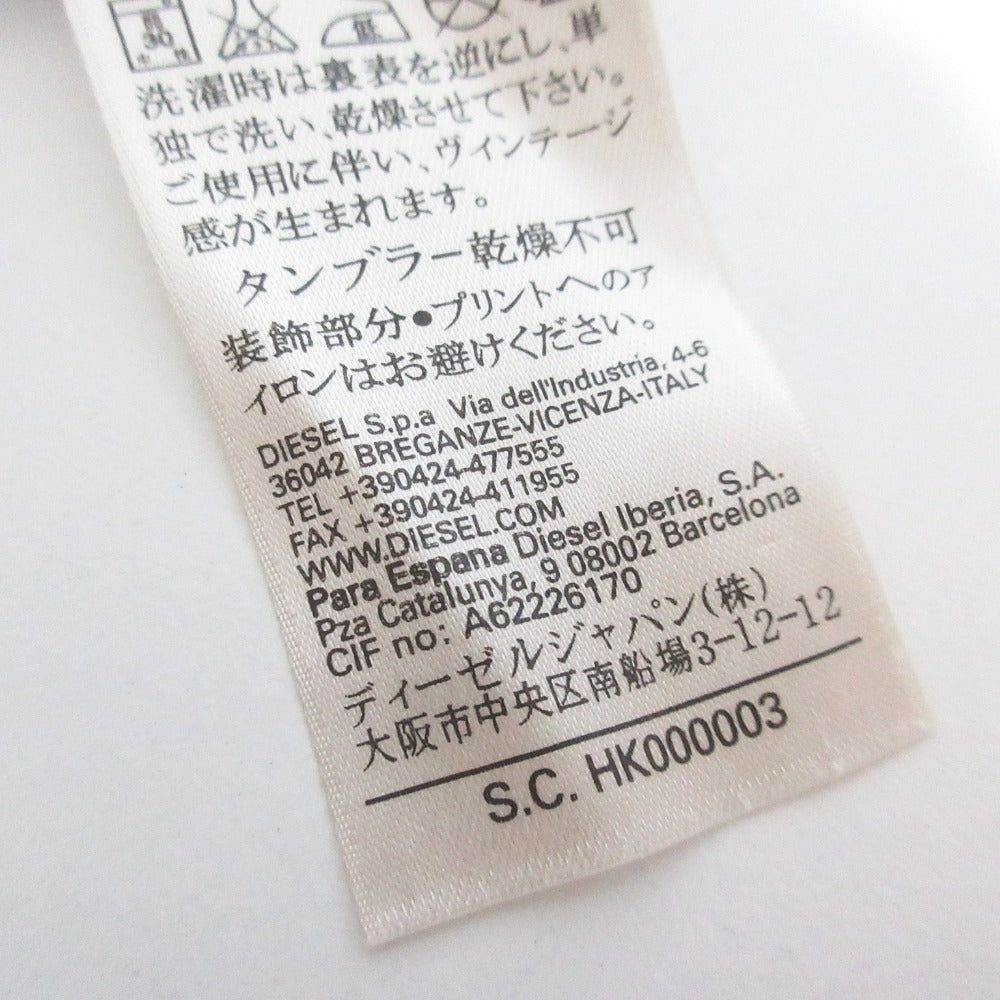 30
低
洗濯時は裏表を逆にし、単
独で洗い、乾燥させて下さい。
ご使用に伴い、ヴィンテージ
感が生まれます。
タンブラー乾燥不可
装飾部分●プリントへのア
イロンはお避けください。
DIESEL S.p.a Via dell'Industria, 4-6
36042 BREGANZE-VICENZA-ITALY
TEL +390424-477555
FAX +390424-411955
WWW.DIESEL.COM
Para Espana Diesel Iberia, S.A.
Pza Catalunya, 9 08002 Barcelona
CIF no: A62226170
ディーゼルジャパン(株)
大阪市中央区南船場3-12-12
S.C. HK000003